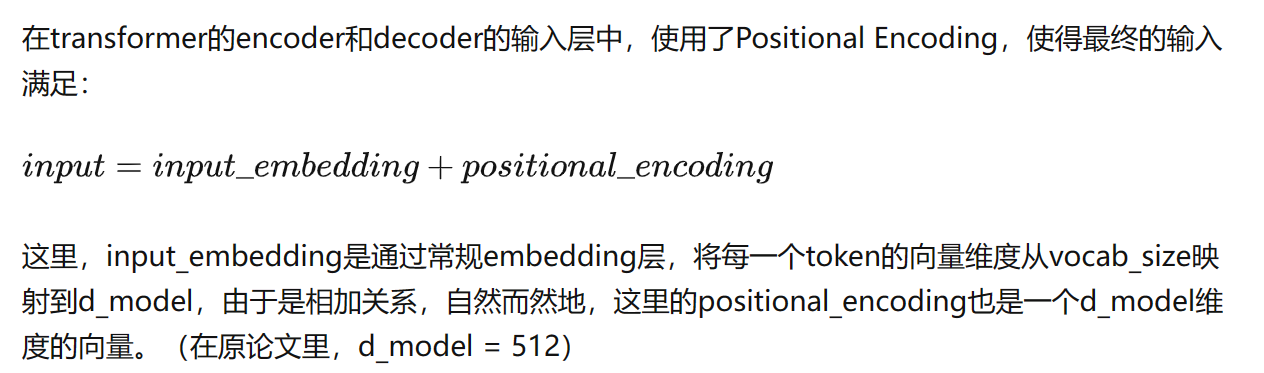 在transformer的encoder和decoder的输入层中，使用了Positional Encoding，使得最终的输入
满足：
input = input_embedding + positional_encoding
这里，input_embedding是通过常规embedding层，将每一个token的向量维度从vocab_size映
射到d_model，由于是相加关系，自然而然地，这里的positional_encoding也是一个d_model维
度的向量。（在原论文里，d_model = 512）